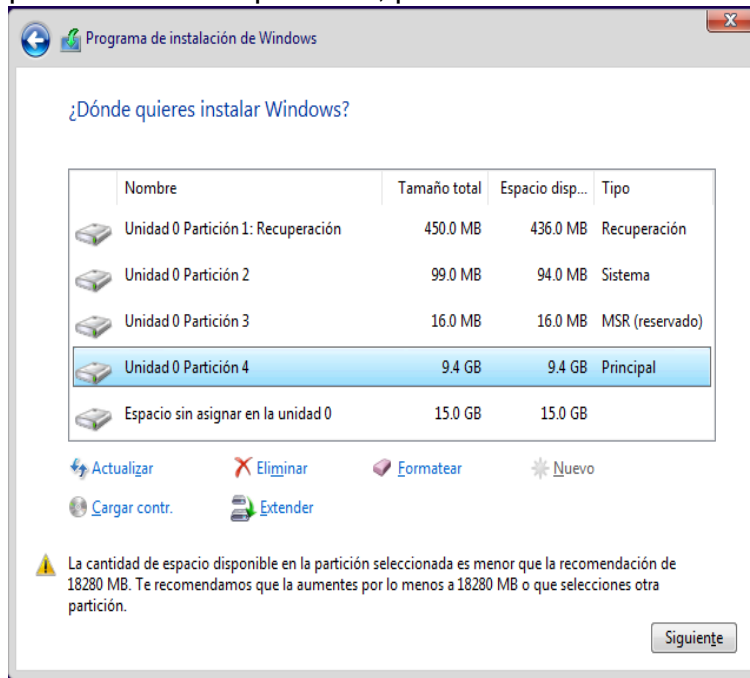 Programa de instalación de Windows
¿Dónde quieres instalar Windows?
Nombre Tamaño total Espacio disp... Tipo
Unidad 0 Partición 1: Recuperación 450.0 MB 436.0 MB Recuperación
Unidad 0 Partición 2 99.0 MB 94.0 MB Sistema
Unidad 0 Partición 3 16.0 MB 16.0 MB MSR (reservado)
Unidad 0 Partición 4 9.4 GB 9.4 GB Principal
Espacio sin asignar en la unidad 0 15.0 GB 15.0 GB
Actualizar Eliminar Formatear Nuevo
Cargar contr. Extender
La cantidad de espacio disponible en la partición seleccionada es menor que la recomendación de
18280 MB. Te recomendamos que la aumentes por lo menos a 18280 MB o que selecciones otra
partición.
Siguiente